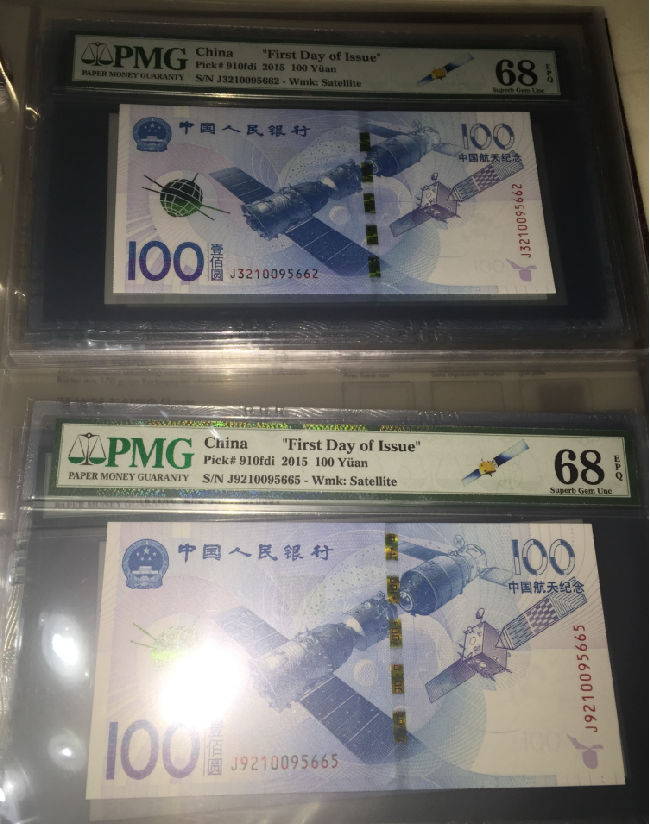 PMG
PAPER MONEY GUARANTY
China "First Day of Issue"
Pick# 910fdi 2015 100 Yüan
S/N J3210095662 - Wmk: Satellite
68 EPQ
Superb Gem Unc
中国人民银行
100
中国航天纪念
J3210095662
100
壹佰圆
J3210095662
PMG
PAPER MONEY GUARANTY
China "First Day of Issue"
Pick# 910fdi 2015 100 Yüan
S/N J9210095665 - Wmk: Satellite
68 EPQ
Superb Gem Unc
中国人民银行
100
中国航天纪念
J9210095665
100
壹佰圆
J9210095665